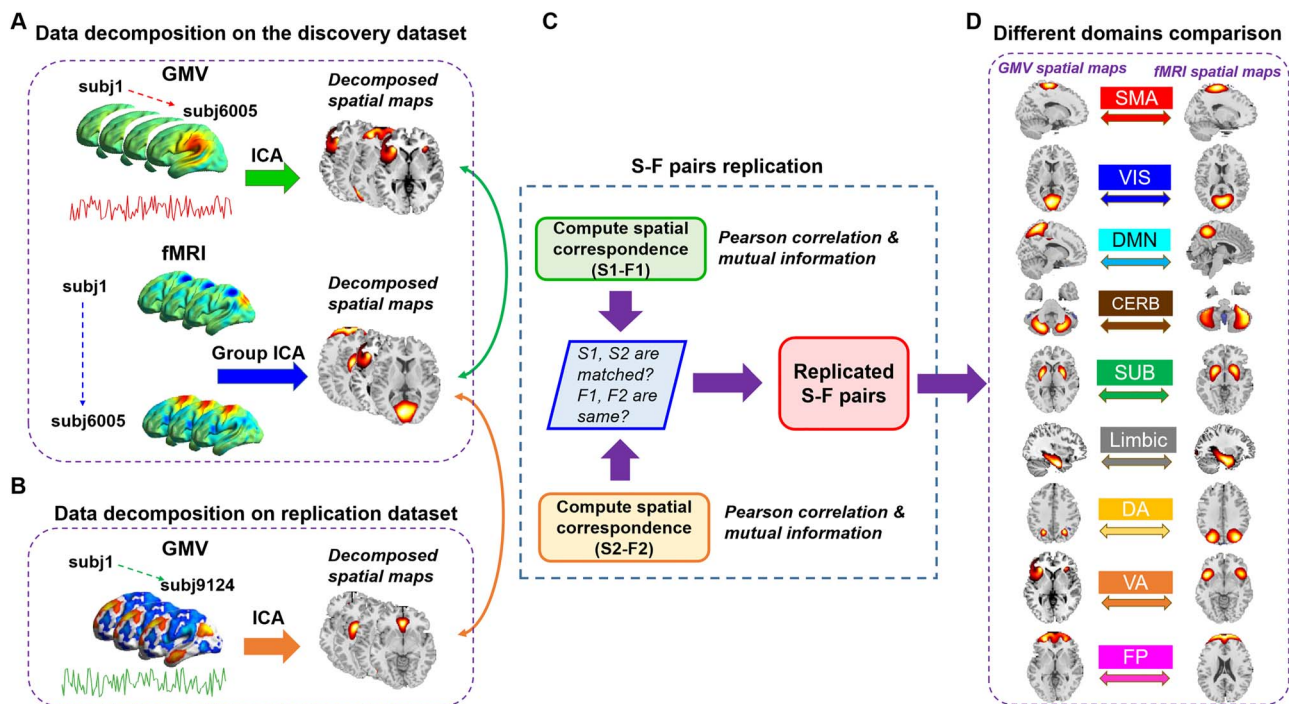 A
Data decomposition on the discovery dataset
GMV
subj1
subj6005
ICA
Decomposed
spatial maps
fMRI
subj1
Group ICA
subj6005
Decomposed
spatial maps
B
Data decomposition on replication dataset
GMV
subj1
subj9124
ICA
Decomposed
spatial maps
C
S-F pairs replication
Compute spatial
correspondence
(S1-F1)
Pearson correlation &
mutual information
S1, S2 are
matched?
F1, F2 are
same?
Replicated
S-F pairs
Compute spatial
correspondence
(S2-F2)
Pearson correlation &
mutual information
D
Different domains comparison
GMV spatial maps
fMRI spatial maps
SMA
VIS
DMN
CERB
SUB
Limbic
DA
VA
FP